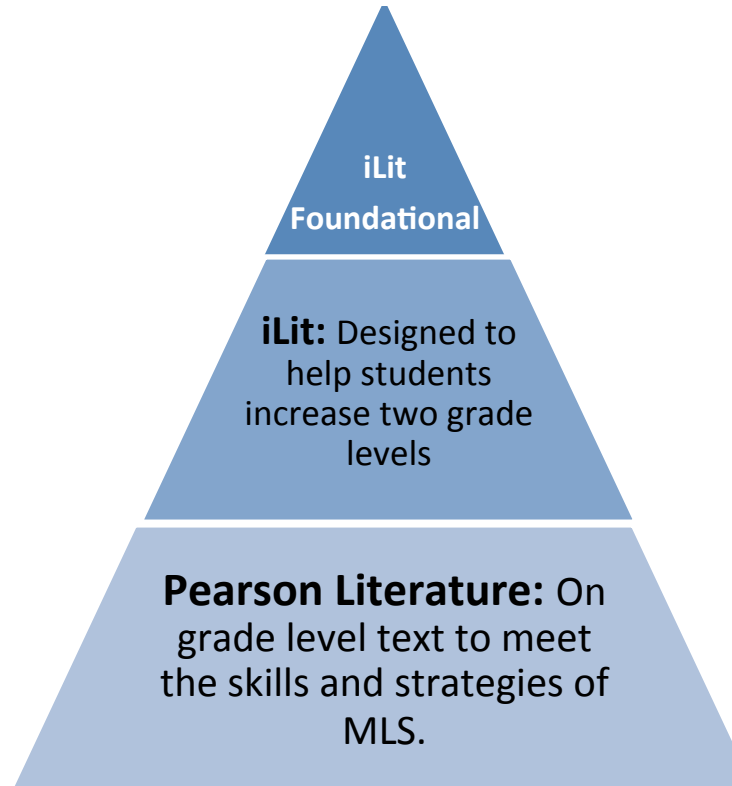 iLit
Foundational
iLit: Designed to
help students
increase two grade
levels
Pearson Literature: On
grade level text to meet
the skills and strategies of
MLS.